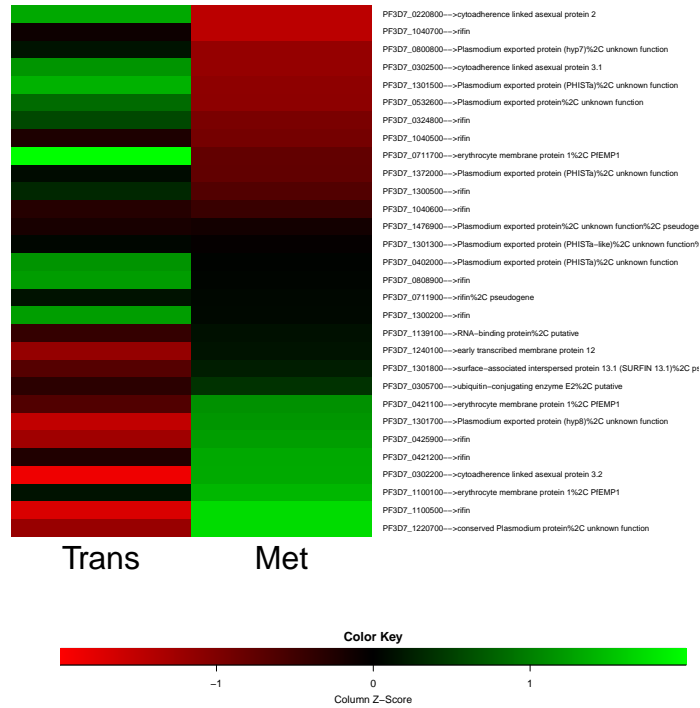 PF3D7_0220800−−>cytoadherence linked asexual protein 2
PF3D7_1040700−−>rifin
PF3D7_0800800−−>Plasmodium exported protein (hyp7)%2C unknown function
PF3D7_0302500−−>cytoadherence linked asexual protein 3.1
PF3D7_1301500−−>Plasmodium exported protein (PHISTa)%2C unknown function
PF3D7_0532600−−>Plasmodium exported protein%2C unknown function
PF3D7_0324800−−>rifin
PF3D7_1040500−−>rifin
PF3D7_0711700−−>erythrocyte membrane protein 1%2C PfEMP1
PF3D7_1372000−−>Plasmodium exported protein (PHISTa)%2C unknown function
PF3D7_1300500−−>rifin
PF3D7_1040600−−>rifin
PF3D7_1476900−−>Plasmodium exported protein%2C unknown function%2C pseudoge
PF3D7_1301300−−>Plasmodium exported protein (PHISTa−like)%2C unknown function%
PF3D7_0402000−−>Plasmodium exported protein (PHISTa)%2C unknown function
PF3D7_0808900−−>rifin
PF3D7_0711900−−>rifin%2C pseudogene
PF3D7_1300200−−>rifin
PF3D7_1139100−−>RNA−binding protein%2C putative
PF3D7_1240100−−>early transcribed membrane protein 12
PF3D7_1301800−−>surface−associated interspersed protein 13.1 (SURFIN 13.1)%2C ps
PF3D7_0305700−−>ubiquitin−conjugating enzyme E2%2C putative
PF3D7_0421100−−>erythrocyte membrane protein 1%2C PfEMP1
PF3D7_1301700−−>Plasmodium exported protein (hyp8)%2C unknown function
PF3D7_0425900−−>rifin
PF3D7_0421200−−>rifin
PF3D7_0302200−−>cytoadherence linked asexual protein 3.2
PF3D7_1100100−−>erythrocyte membrane protein 1%2C PfEMP1
PF3D7_1100500−−>rifin
PF3D7_1220700−−>conserved Plasmodium protein%2C unknown function
Trans Met
Color Key
−1 0 1
Column Z−Score